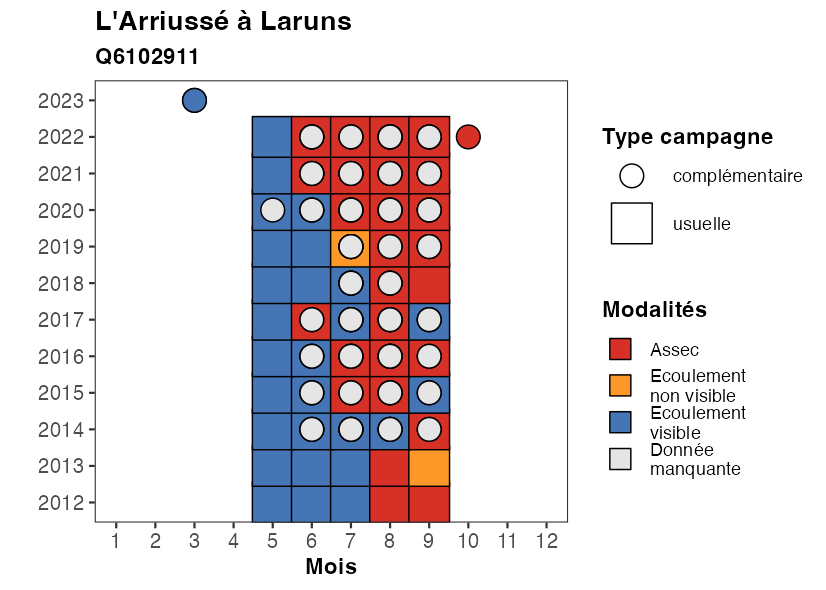 L'Arriussé à Laruns
Q6102911
2023
2022
2021
2020
2019
2018
2017
2016
2015
2014
2013
2012
1 2 3 4 5 6 7 8 9 10 11 12
Mois
Type campagne
complémentaire
usuelle
Modalités
Assec
Ecoulement
non visible
Ecoulement
visible
Donnée
manquante